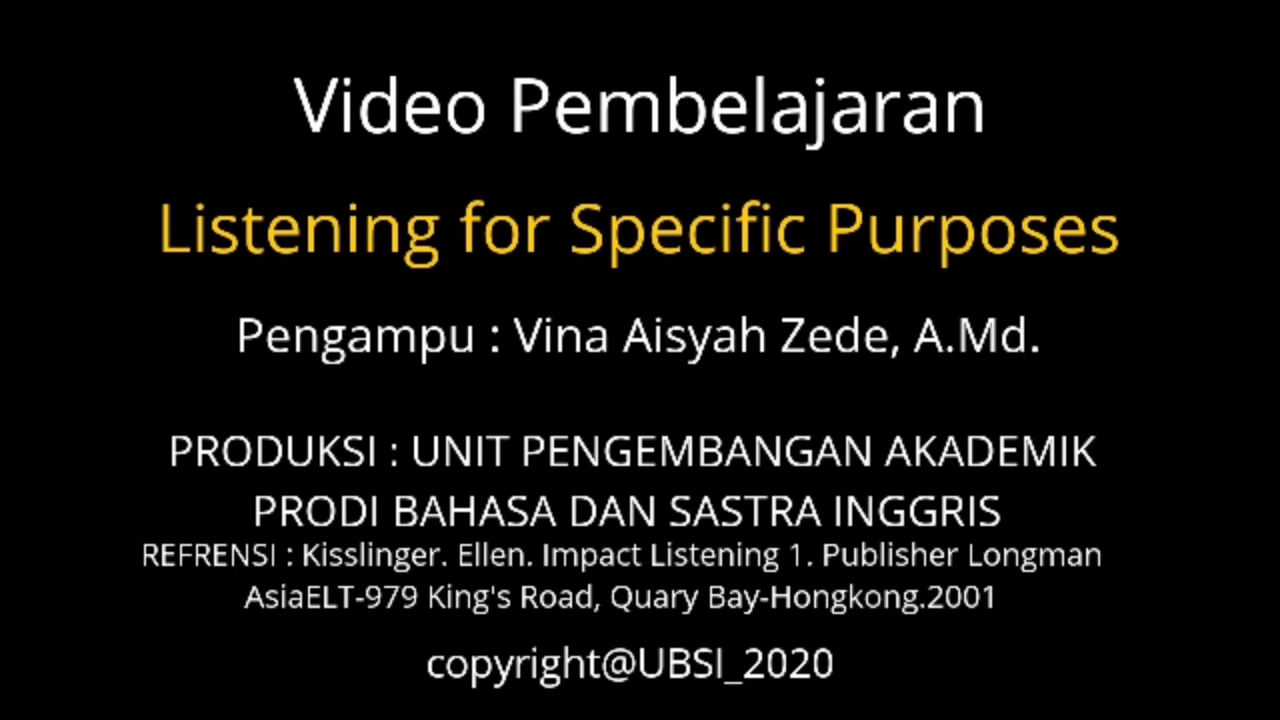 Video Pembelajaran
Listening for Specific Purposes
Pengampu : Vina Aisyah Zede, A.Md.
PRODUKSI : UNIT PENGEMBANGAN AKADEMIK
PRODI BAHASA DAN SASTRA INGGRIS
REFRENSI : Kisslinger. Ellen. Impact Listening 1. Publisher Longman
AsiaELT-979 King's Road, Quary Bay-Hongkong.2001
copyright@UBSI_2020